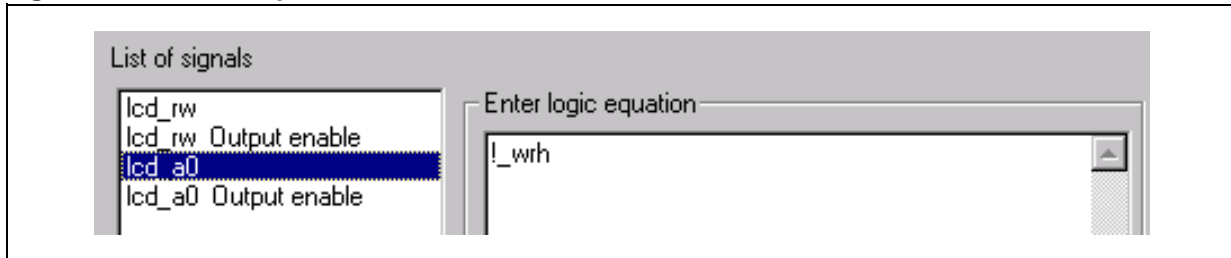 List of signals
lcd_rw
lcd_rw Output enable
lcd_a0
lcd_a0 Output enable
Enter logic equation
!_wrh